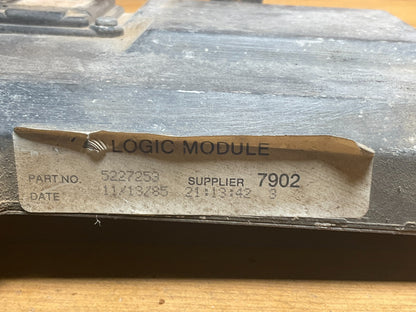 LOGIC MODULE
PART NO. 5227253 SUPPLIER 7902
DATE 11/13/85 21:13:42 3